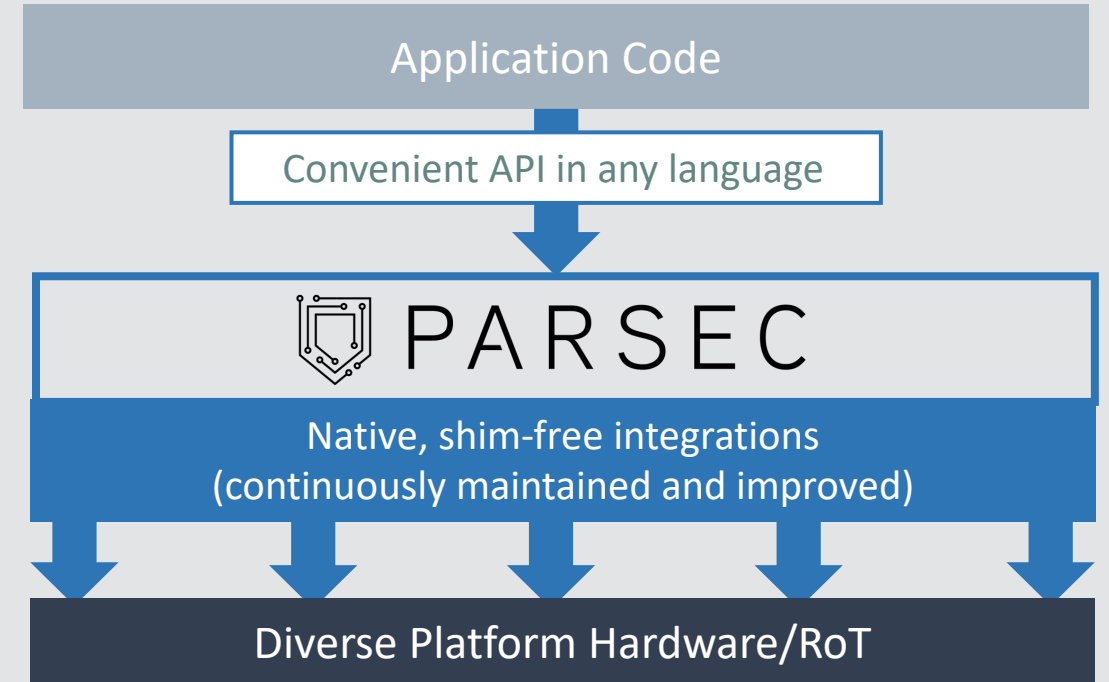 Application Code
Convenient API in any language
PARSEC
Native, shim-free integrations
(continuously maintained and improved)
Diverse Platform Hardware/RoT